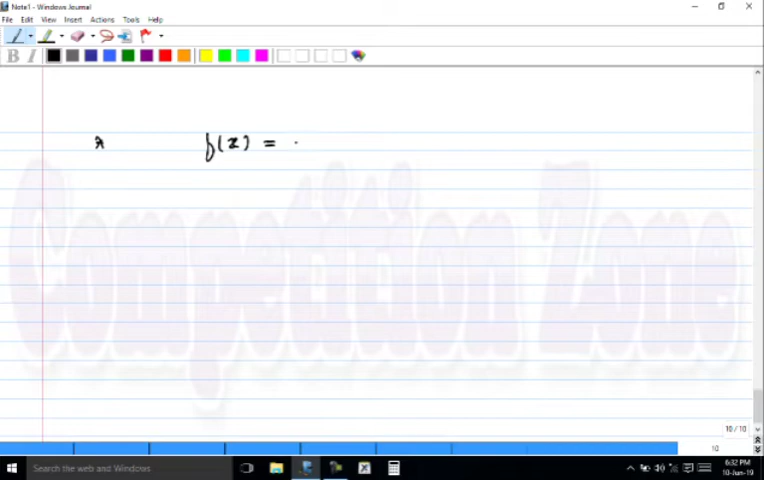 Note1 - Windows Journal
File Edit View Insert Actions Tools Help
B I
f(x) =
Competition Zone
10 / 10
10
Search the web and Windows
6:32 PM
10-Jun-19